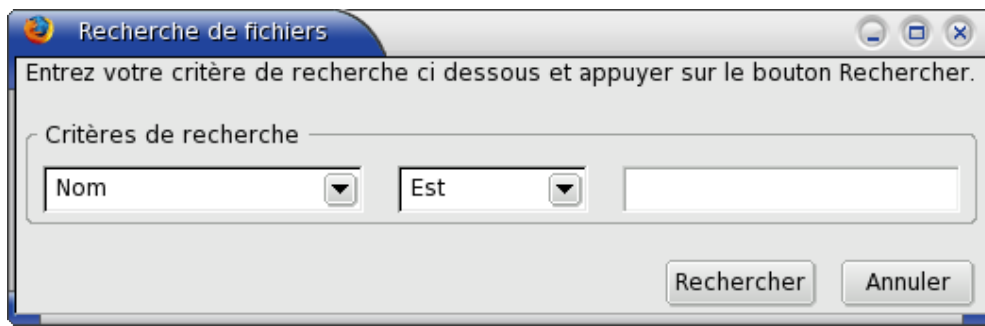 Recherche de fichiers
Entrez votre critère de recherche ci dessous et appuyer sur le bouton Rechercher.
Critères de recherche
Nom Est
Rechercher Annuler